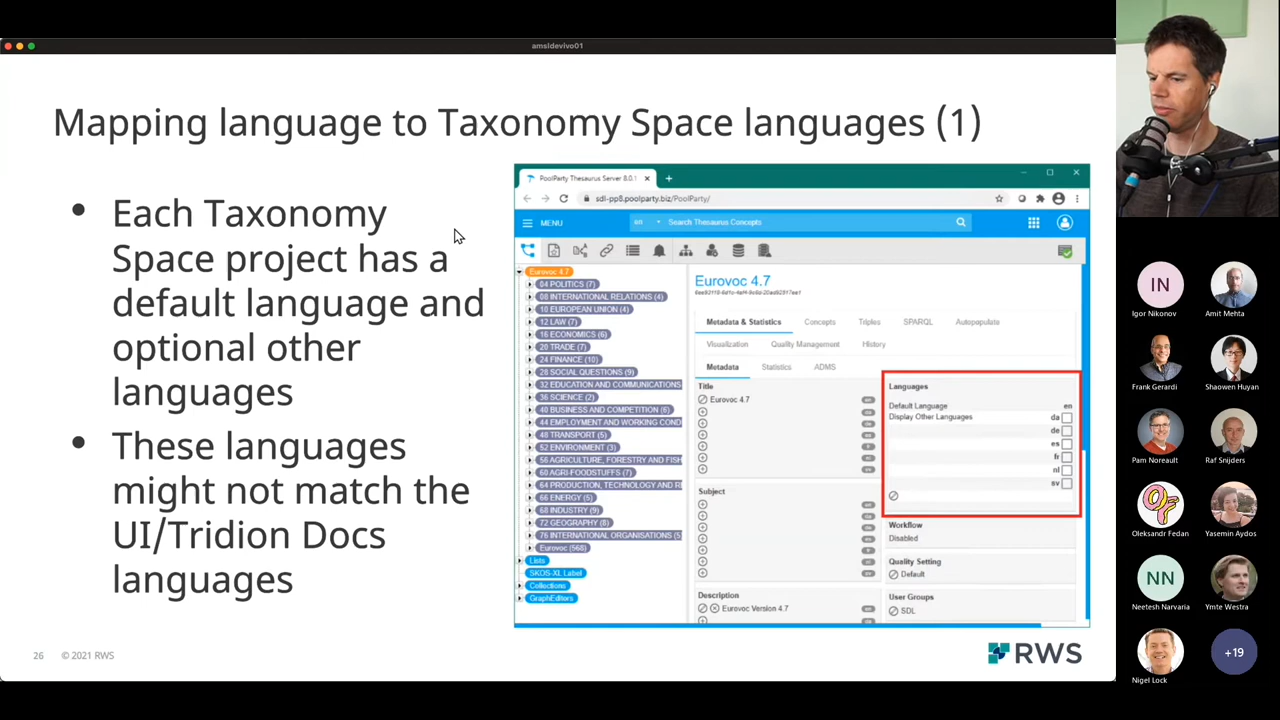 amsldevivo01
Mapping language to Taxonomy Space languages (1)
• Each Taxonomy
Space project has a
default language and
optional other
languages
• These languages
might not match the
UI/Tridion Docs
languages
PoolParty Thesaurus Server 8.0.1
sdl-pp8.poolparty.biz/PoolParty/
MENU
en
Search Thesaurus Concepts
Eurovoc 4.7
04 POLITICS (7)
08 INTERNATIONAL RELATIONS (4)
10 EUROPEAN UNION (4)
12 LAW (7)
16 ECONOMICS (6)
20 TRADE (7)
24 FINANCE (10)
28 SOCIAL QUESTIONS (9)
32 EDUCATION AND COMMUNICATIONS
36 SCIENCE (2)
40 BUSINESS AND COMPETITION (6)
44 EMPLOYMENT AND WORKING COND
48 TRANSPORT (5)
52 ENVIRONMENT (3)
56 AGRICULTURE, FORESTRY AND FISH
60 AGRI-FOODSTUFFS (7)
64 PRODUCTION, TECHNOLOGY AND RE
66 ENERGY (5)
68 INDUSTRY (9)
72 GEOGRAPHY (8)
76 INTERNATIONAL ORGANISATIONS (5)
Eurovoc (568)
Lists
SKOS-XL Label
Collections
GraphEditors
Eurovoc 4.7
Metadata & Statistics
Concepts
Triples
SPARQL
Autopopulate
Visualization
Quality Management
History
Metadata
Statistics
ADMS
Title
Eurovoc 4.7
Subject
Description
Eurovoc Version 4.7
Languages
Default Language en
Display Other Languages da
de
es
fr
nl
sv
Workflow
Disabled
Quality Setting
Default
User Groups
SDL
26 © 2021 RWS
RWS
IN
Igor Nikonov
Amit Mehta
Frank Gerardi
Shaowen Huyan
Pam Noreault
Raf Snijders
Oleksandr Fedan
Yasemin Aydos
NN
Neetesh Narvaria
Ymte Westra
Nigel Lock
+19